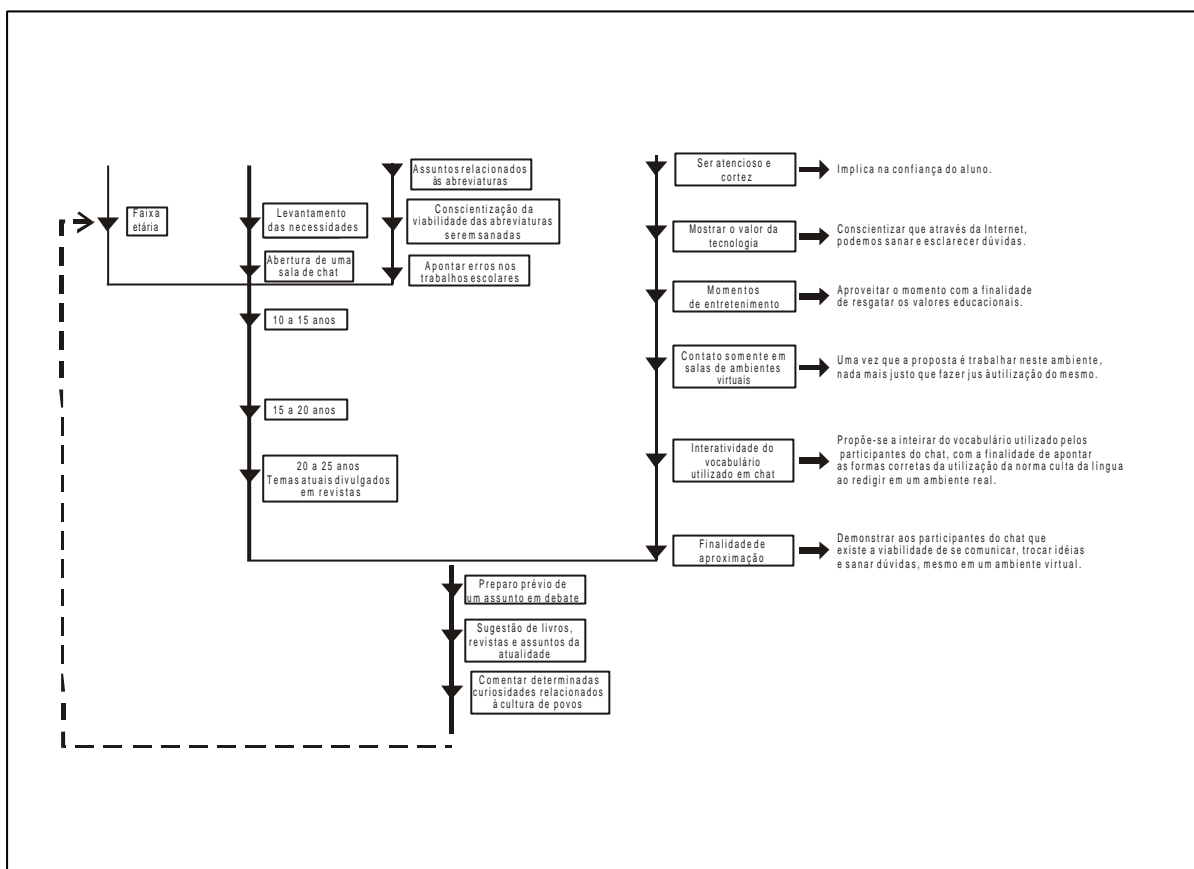 Faixa
etária
Levantamento
das necessidades
Abertura de uma
sala de chat
10 a 15 anos
15 a 20 anos
20 a 25 anos
Temas atuais divulgados
em revistas
Assuntos relacionados
às abreviaturas
Conscientização da
viabilidade das abreviaturas
serem sanadas
Apontar erros nos
trabalhos escolares
Ser atencioso e
cortez
Implica na confiança do aluno.
Mostrar o valor da
tecnologia
Conscientizar que através da Internet,
podemos sanar e esclarecer dúvidas.
Momentos
de entretenimento
Aproveitar o momento com a finalidade
de resgatar os valores educacionais.
Contato somente em
salas de ambientes
virtuais
Uma vez que a proposta é trabalhar neste ambiente,
nada mais justo que fazer jus àutilização do mesmo.
Interatividade do
vocabulário
utilizado em chat
Propõe-se a inteirar do vocabulário utilizado pelos
participantes do chat, com a finalidade de apontar
as formas corretas da utilização da norma culta da língua
ao redigir em um ambiente real.
Finalidade de
aproximação
Demonstrar aos participantes do chat que
existe a viabilidade de se comunicar, trocar idéias
e sanar dúvidas, mesmo em um ambiente virtual.
Preparo prévio de
um assunto em debate
Sugestão de livros,
revistas e assuntos da
atualidade
Comentar determinadas
curiosidades relacionados
à cultura de povos